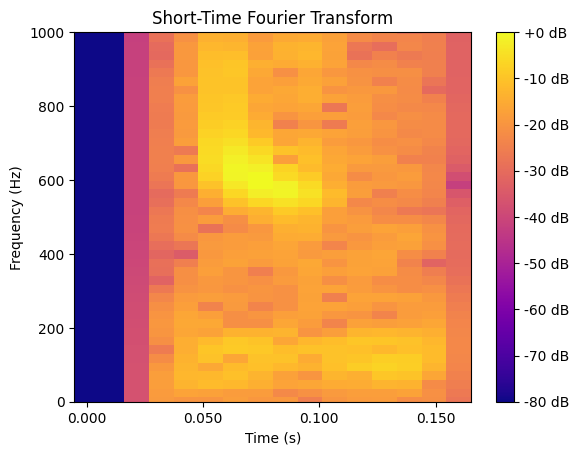 Short-Time Fourier Transform
1000
800
600
400
200
0
Frequency (Hz)
0.000
0.050
0.100
0.150
Time (s)
+0 dB
-10 dB
-20 dB
-30 dB
-40 dB
-50 dB
-60 dB
-70 dB
-80 dB